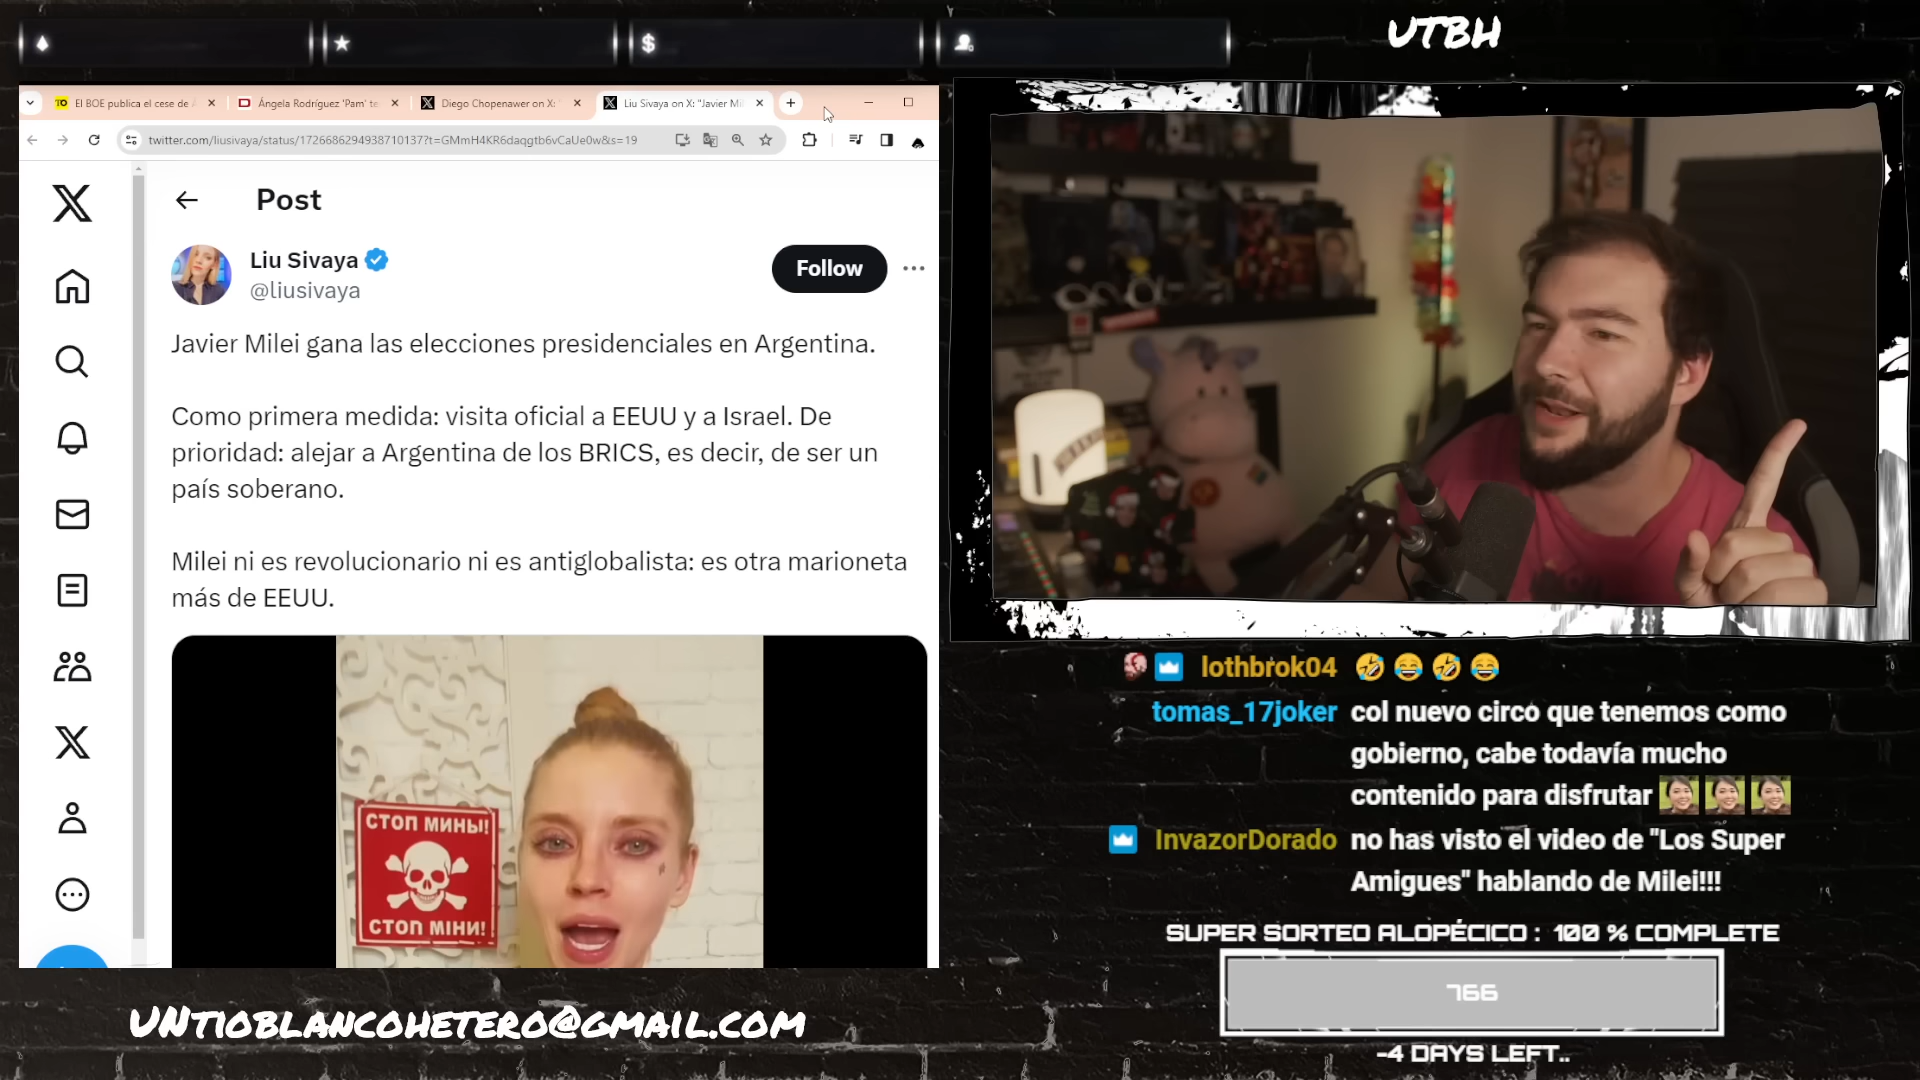 UTBH
El BOE publica el cese de
Ángela Rodríguez 'Pam' te
Diego Chopenawer on X:
Liu Sivaya on X: "Javier Mi
twitter.com/liusivaya/status/1726686294938710137?t=GMmH4KR6daqgtb6vCaUe0w&s=19
Post
Liu Sivaya
Follow
@liusivaya
Javier Milei gana las elecciones presidenciales en Argentina.
Como primera medida: visita oficial a EEUU y a Israel. De
prioridad: alejar a Argentina de los BRICS, es decir, de ser un
país soberano.
Milei ni es revolucionario ni es antiglobalista: es otra marioneta
más de EEUU.
СТОП МИНЫ!
СТОП МІНИ!
lothbrok04
tomas_17joker col nuevo circo que tenemos como
gobierno, cabe todavía mucho
contenido para disfrutar
InvazorDorado no has visto el video de "Los Super
Amigues" hablando de Milei!!!
SUPER SORTEO ALOPÉCICO : 100 % COMPLETE
766
-4 DAYS LEFT..
UNTIOBLANCOHETERO@GMAIL.COM